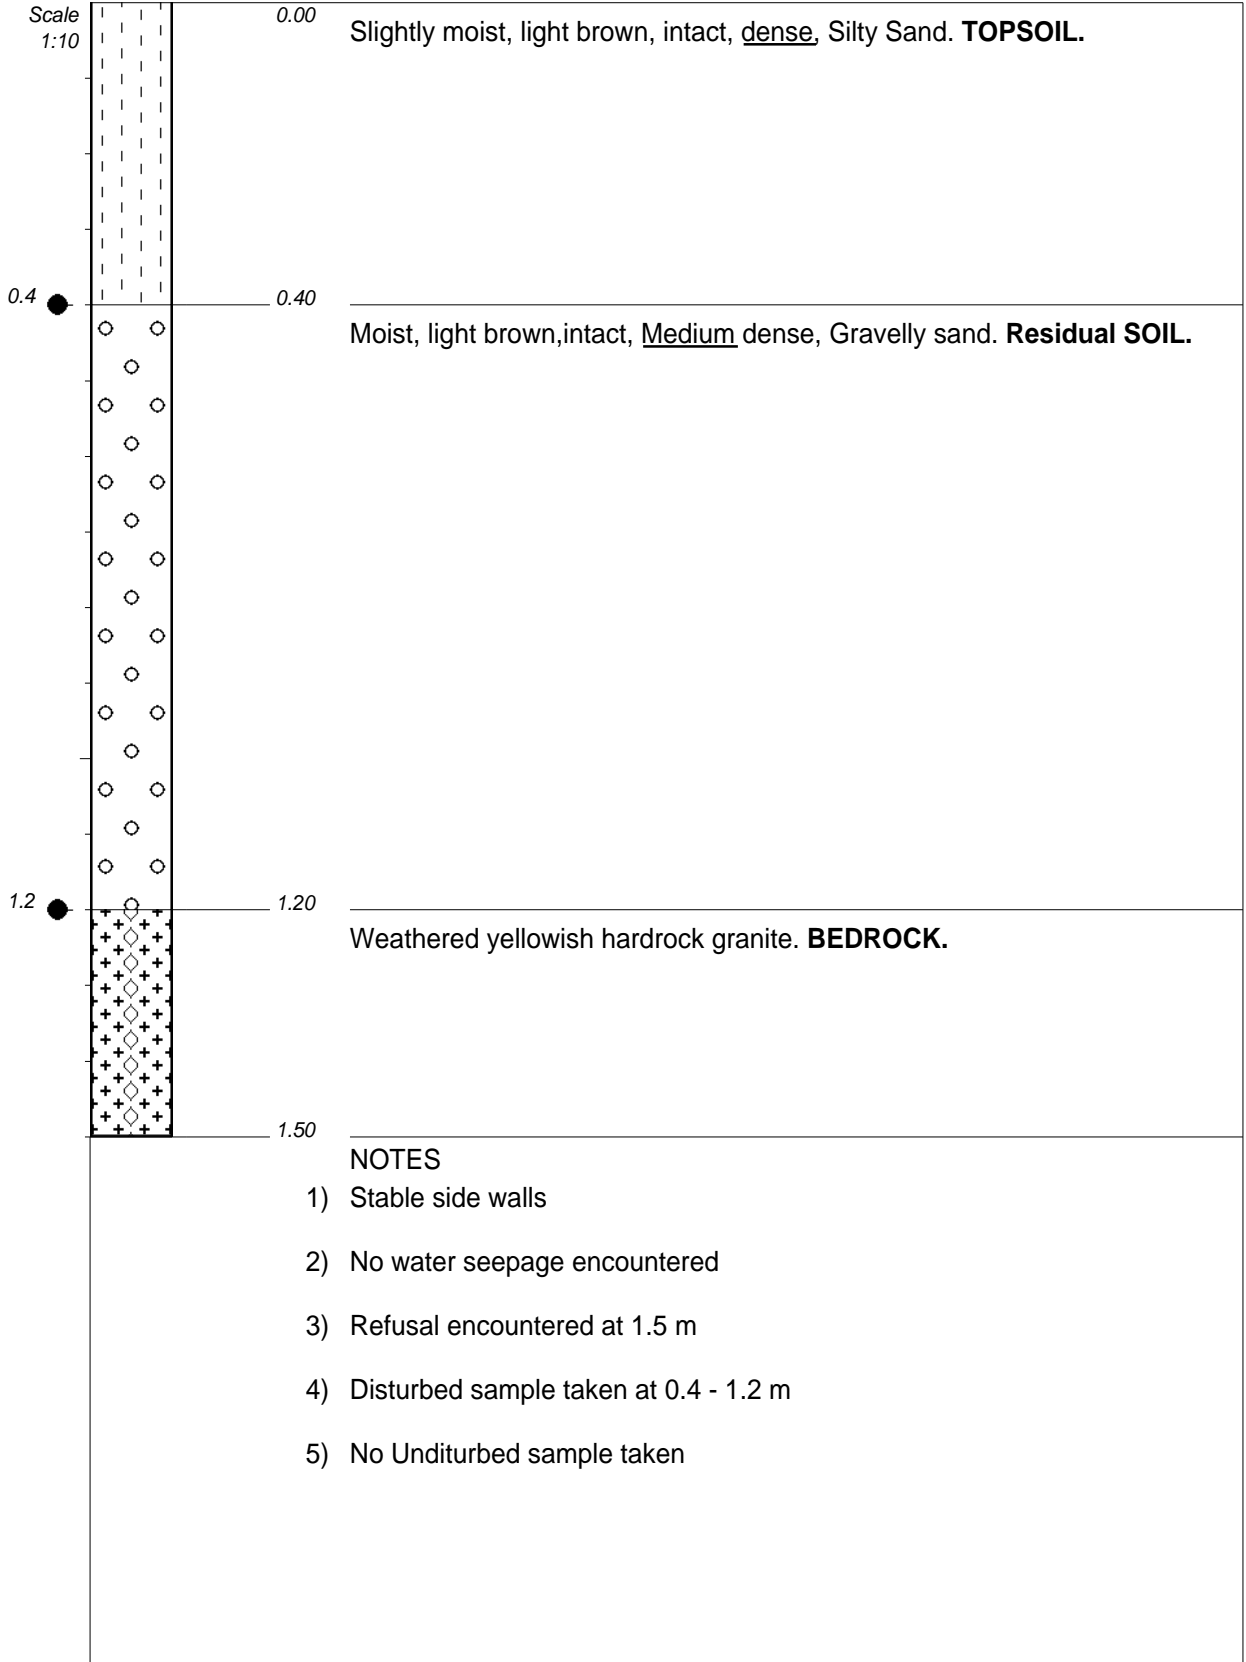 Scale
1:10
0.00
Slightly moist, light brown, intact, dense, Silty Sand. TOPSOIL.
0.4
0.40
Moist, light brown,intact, Medium dense, Gravelly sand. Residual SOIL.
1.2
1.20
Weathered yellowish hardrock granite. BEDROCK.
1.50
NOTES
1) Stable side walls
2) No water seepage encountered
3) Refusal encountered at 1.5 m
4) Disturbed sample taken at 0.4 - 1.2 m
5) No Unditurbed sample taken